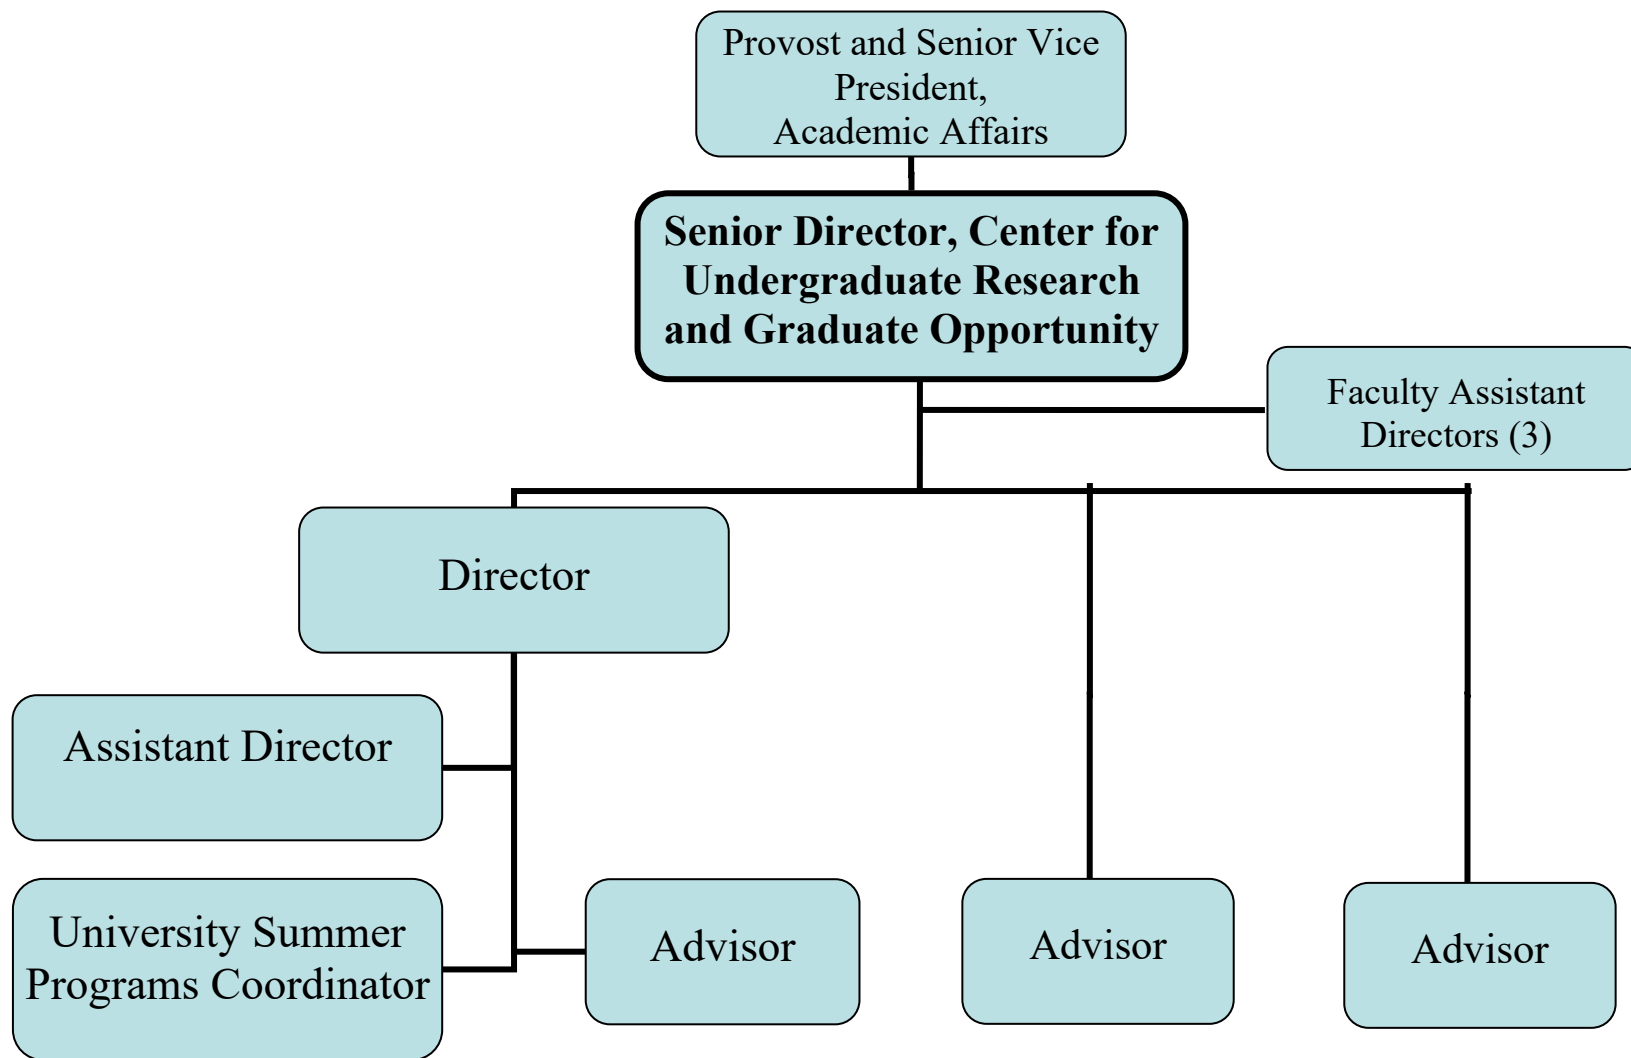 Provost and Senior Vice
President,
Academic Affairs
Senior Director, Center for
Undergraduate Research
and Graduate Opportunity
Faculty Assistant
Directors (3)
Director
Assistant Director
University Summer
Programs Coordinator
Advisor
Advisor
Advisor